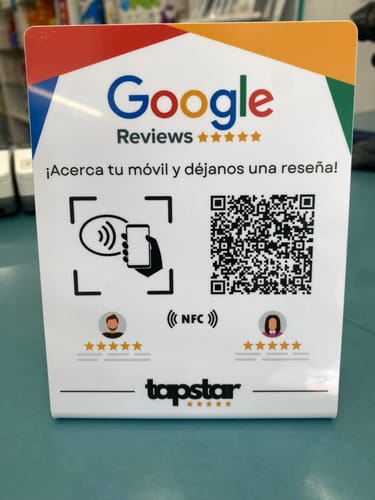 Google
Reviews
¡Acerca tu móvil y déjanos una reseña!
NFC
tapstar